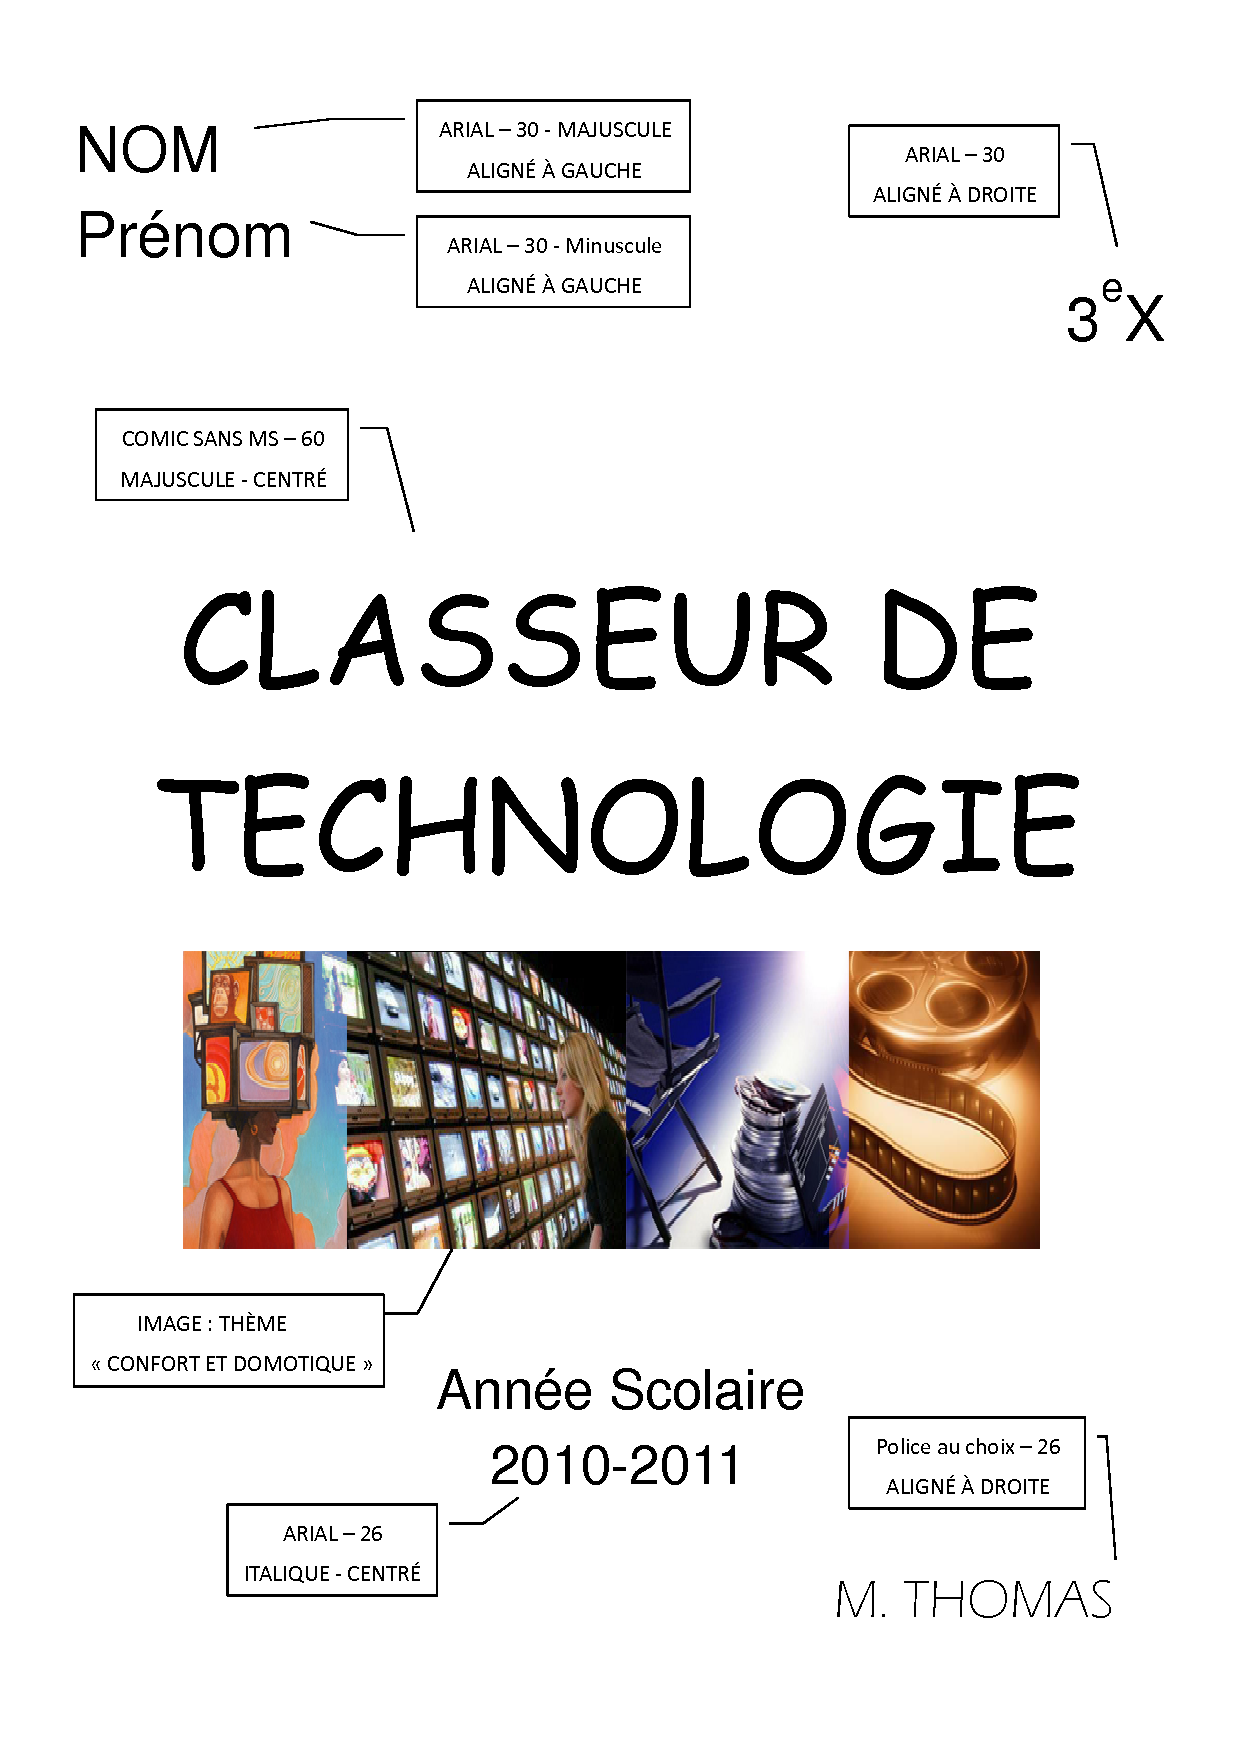 NOM
ARIAL – 30 - MAJUSCULE
ALIGNÉ À GAUCHE
ARIAL – 30
ALIGNÉ À DROITE
Prénom
ARIAL – 30 - Minuscule
ALIGNÉ À GAUCHE
3eX
COMIC SANS MS – 60
MAJUSCULE - CENTRÉ
CLASSEUR DE
TECHNOLOGIE
IMAGE : THÈME
« CONFORT ET DOMOTIQUE »
Année Scolaire
2010-2011
Police au choix – 26
ALIGNÉ À DROITE
ARIAL – 26
ITALIQUE - CENTRÉ
M. THOMAS